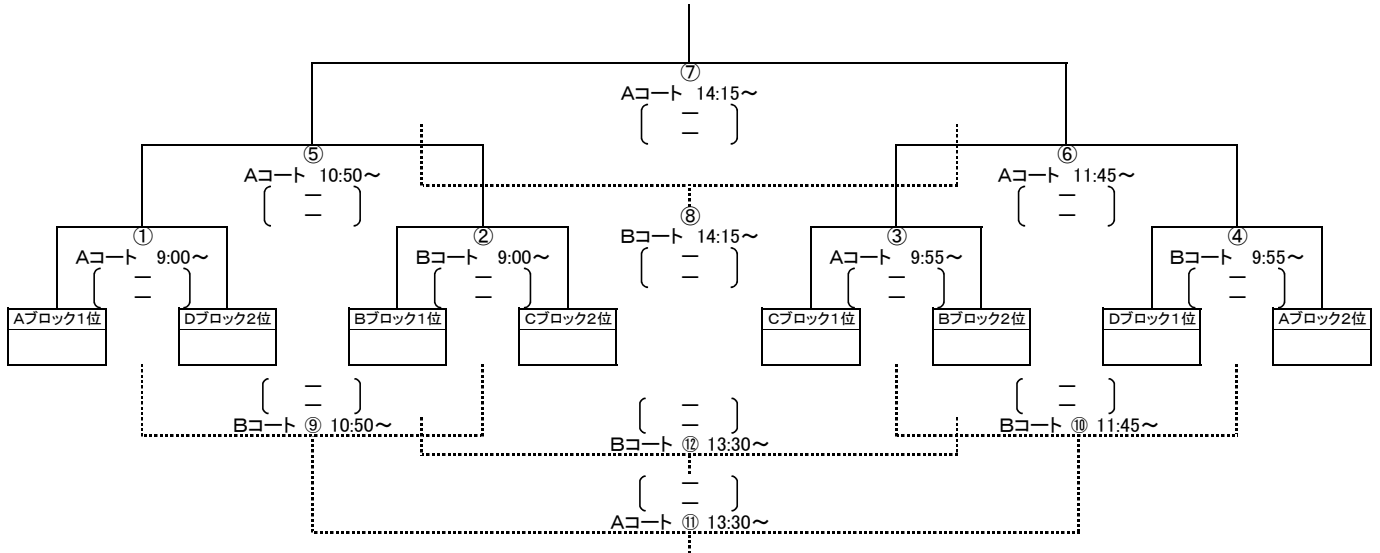 ⑦
Aコート 14:15～
⑤
⑥
Aコート 10:50～
Aコート 11:45～
⑧
Bコート 14:15～
①
②
③
④
Aコート 9:00～
Bコート 9:00～
Aコート 9:55～
Bコート 9:55～
Aブロック1位
Dブロック2位
Bブロック1位
Cブロック2位
Cブロック1位
Bブロック2位
Dブロック1位
Aブロック2位
Bコート ⑨ 10:50～
Bコート ⑩ 11:45～
Bコート ⑫ 13:30～
Aコート ⑪ 13:30～